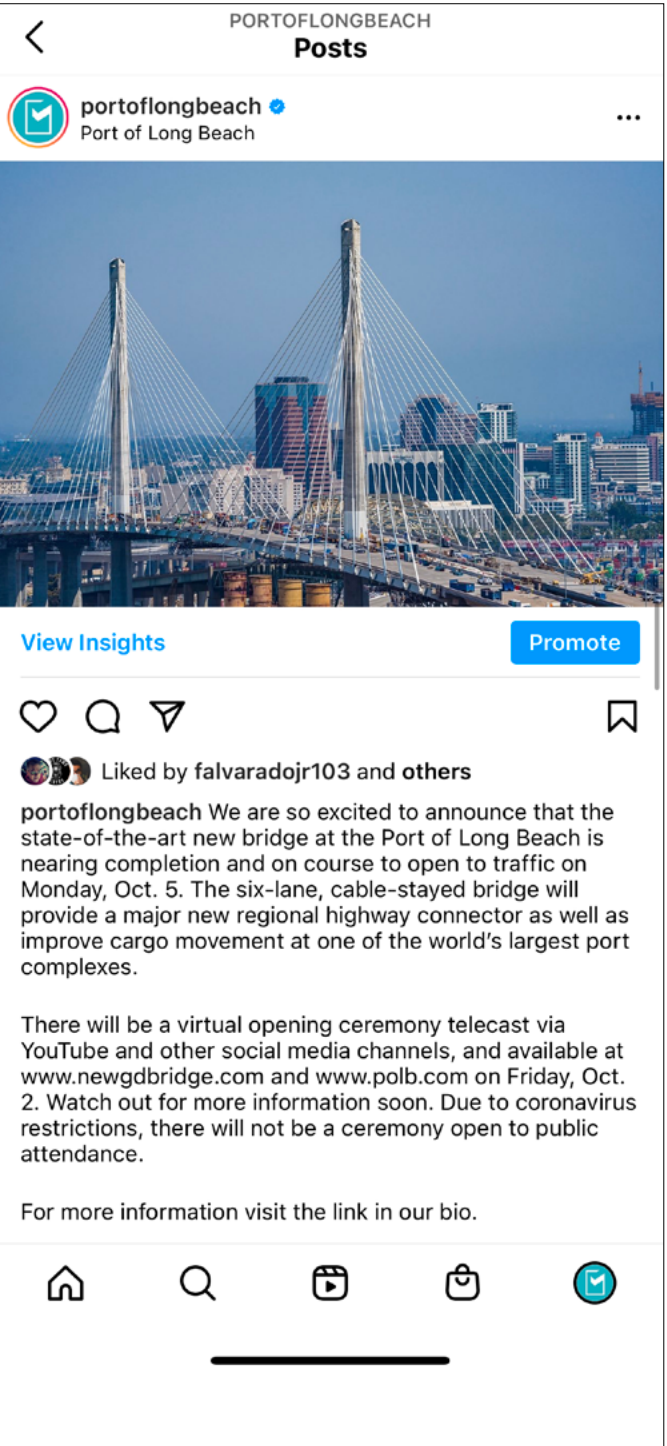 PORTOFLONGBEACH
Posts
portoflongbeach
Port of Long Beach
View Insights
Promote
Liked by falvaradojr103 and others
portoflongbeach We are so excited to announce that the
state-of-the-art new bridge at the Port of Long Beach is
nearing completion and on course to open to traffic on
Monday, Oct. 5. The six-lane, cable-stayed bridge will
provide a major new regional highway connector as well as
improve cargo movement at one of the world's largest port
complexes.
There will be a virtual opening ceremony telecast via
YouTube and other social media channels, and available at
www.newgdbridge.com and www.polb.com on Friday, Oct.
2. Watch out for more information soon. Due to coronavirus
restrictions, there will not be a ceremony open to public
attendance.
For more information visit the link in our bio.